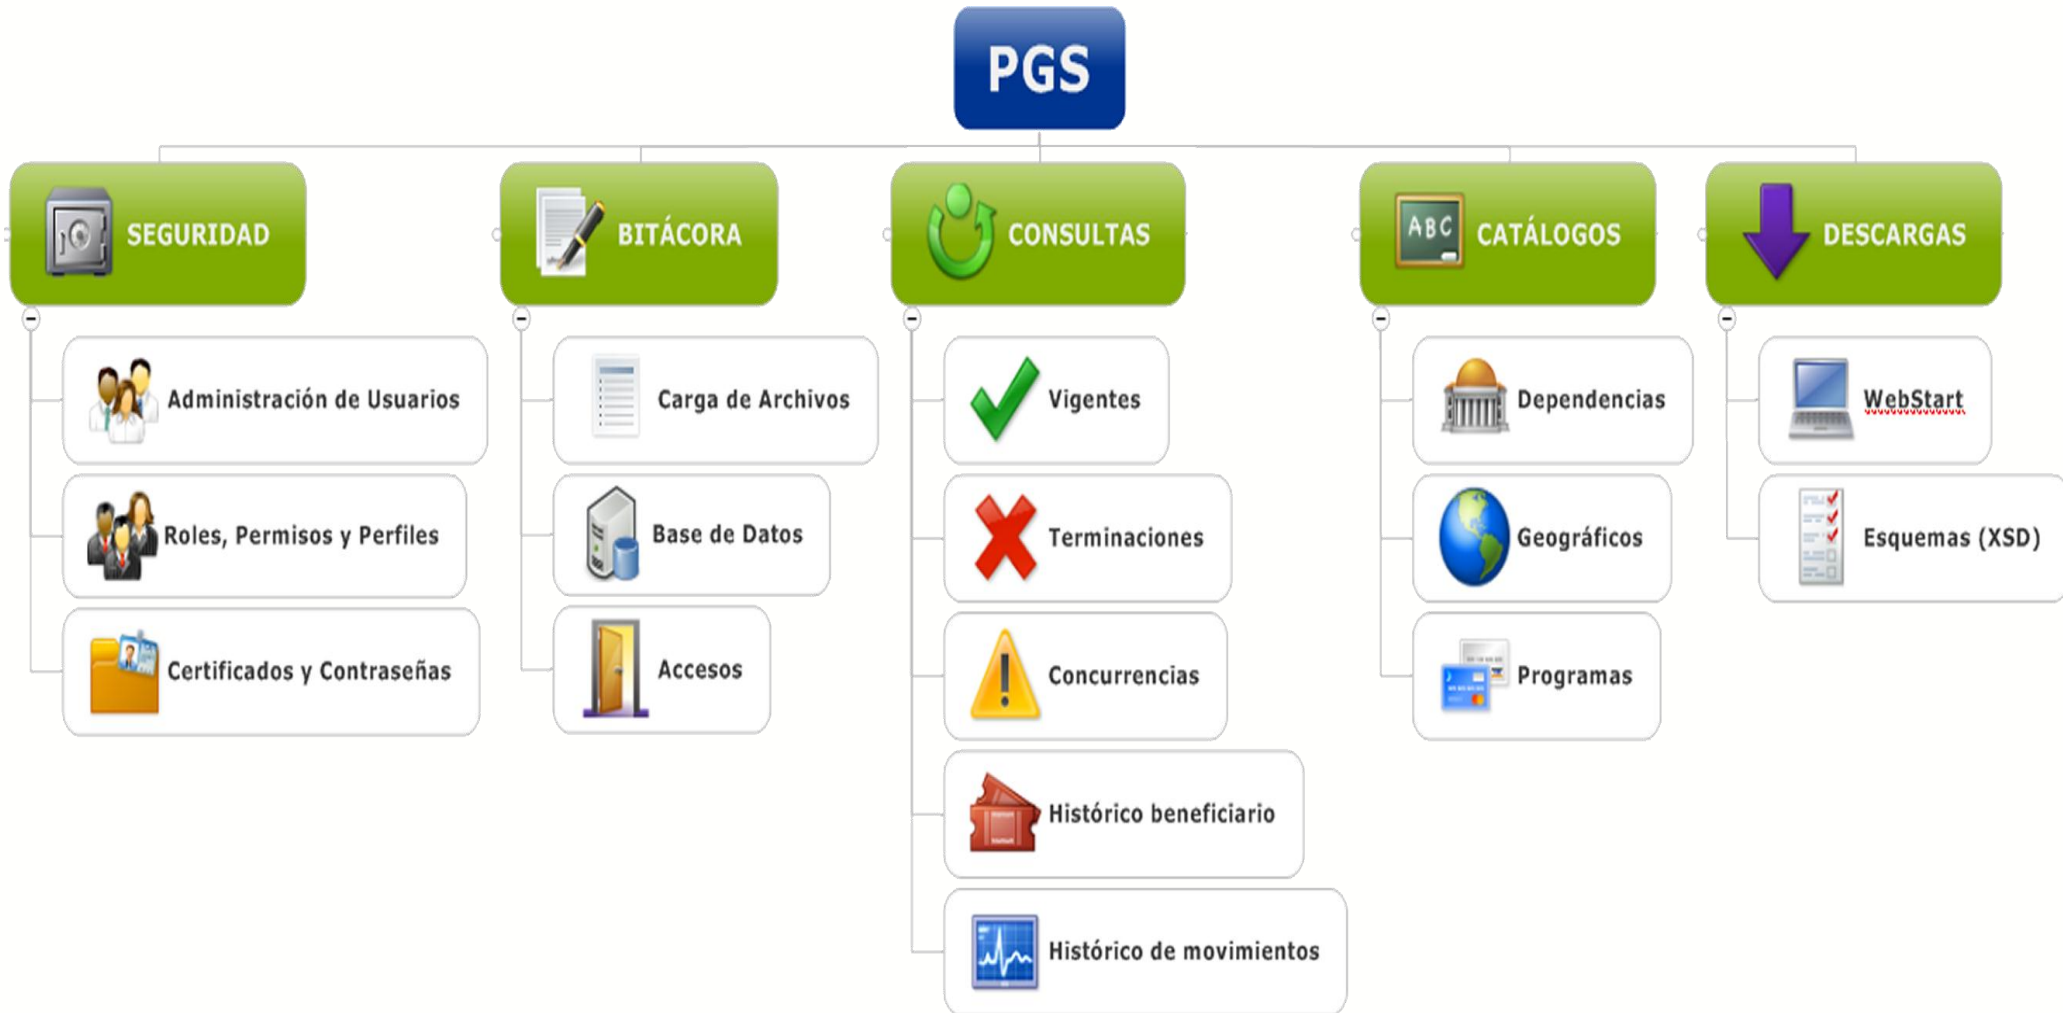 PGS
SEGURIDAD
BITÁCORA
CONSULTAS
CATÁLOGOS
DESCARGAS
Administración de Usuarios
Roles, Permisos y Perfiles
Certificados y Contraseñas
Carga de Archivos
Base de Datos
Accesos
Vigentes
Terminaciones
Concurrencias
Histórico beneficiario
Histórico de movimientos
ABC
Dependencias
Geográficos
Programas
WebStart
Esquemas (XSD)